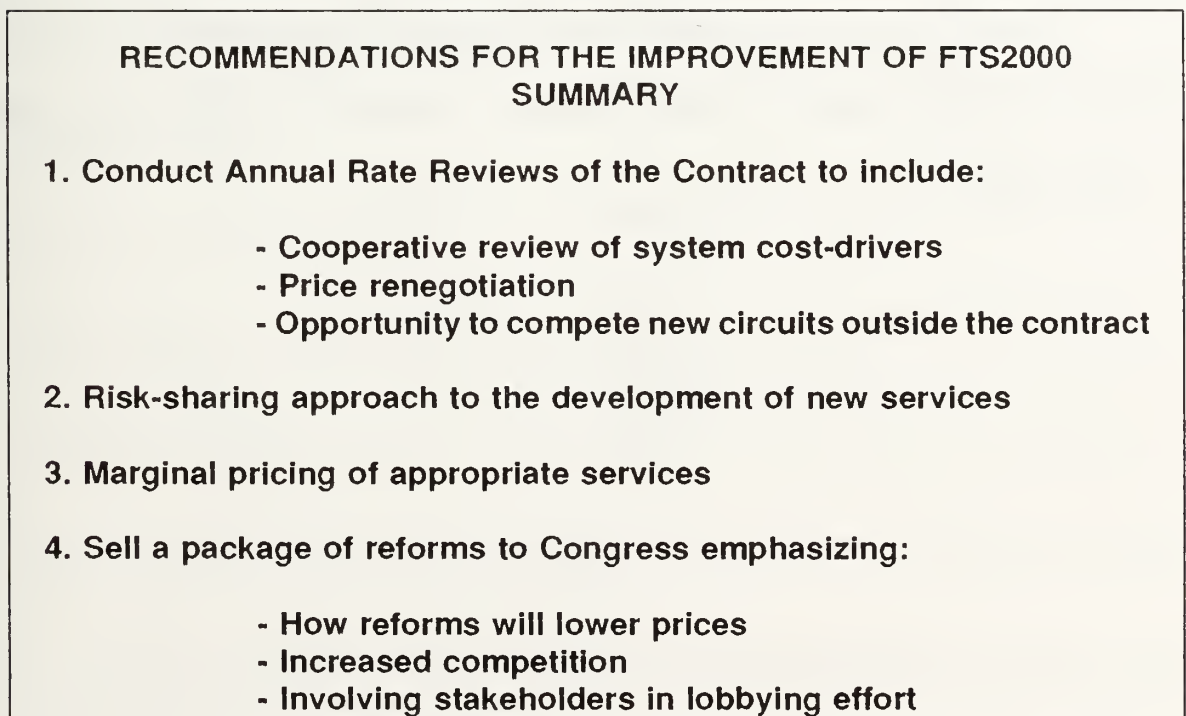 RECOMMENDATIONS FOR THE IMPROVEMENT OF FTS2000
SUMMARY
1. Conduct Annual Rate Reviews of the Contract to include:
- Cooperative review of system cost-drivers
- Price renegotiation
- Opportunity to compete new circuits outside the contract
2. Risk-sharing approach to the development of new services
3. Marginal pricing of appropriate services
4. Sell a package of reforms to Congress emphasizing:
- How reforms will lower prices
- Increased competition
- Involving stakeholders in lobbying effort